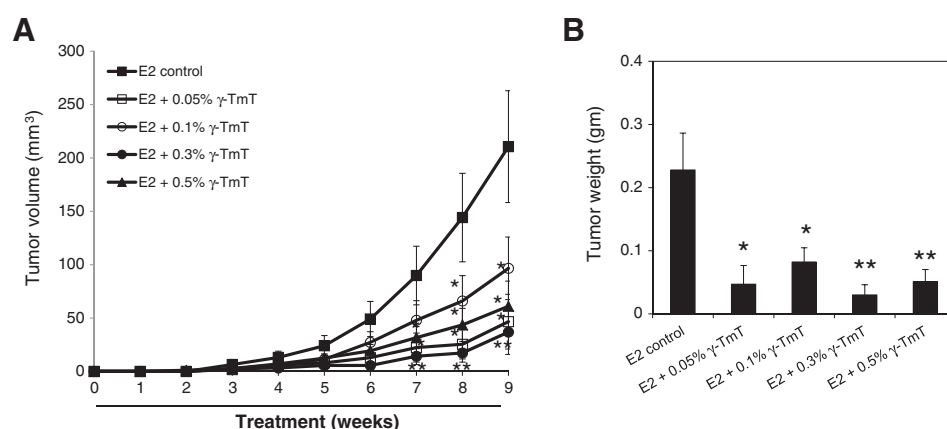 A
300
250
200
150
100
50
0
Tumor volume (mm³)
E2 control
E2 + 0.05% γ-TmT
E2 + 0.1% γ-TmT
E2 + 0.3% γ-TmT
E2 + 0.5% γ-TmT
* * *
* * * *
** ** **
0 1 2 3 4 5 6 7 8 9
Treatment (weeks)
B
0.4
0.3
0.2
0.1
0
Tumor weight (gm)
* * ** **
E2 control
E2 + 0.05% γ-TmT
E2 + 0.1% γ-TmT
E2 + 0.3% γ-TmT
E2 + 0.5% γ-TmT